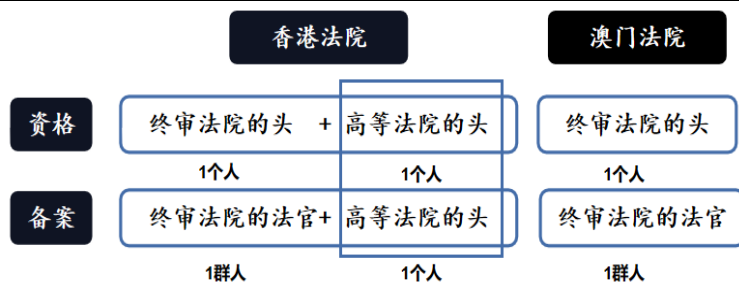 香港法院 澳门法院
资格 终审法院的头 + 高等法院的头 终审法院的头
1个人 1个人 1个人
备案 终审法院的法官+ 高等法院的头 终审法院的法官
1群人 1个人 1群人